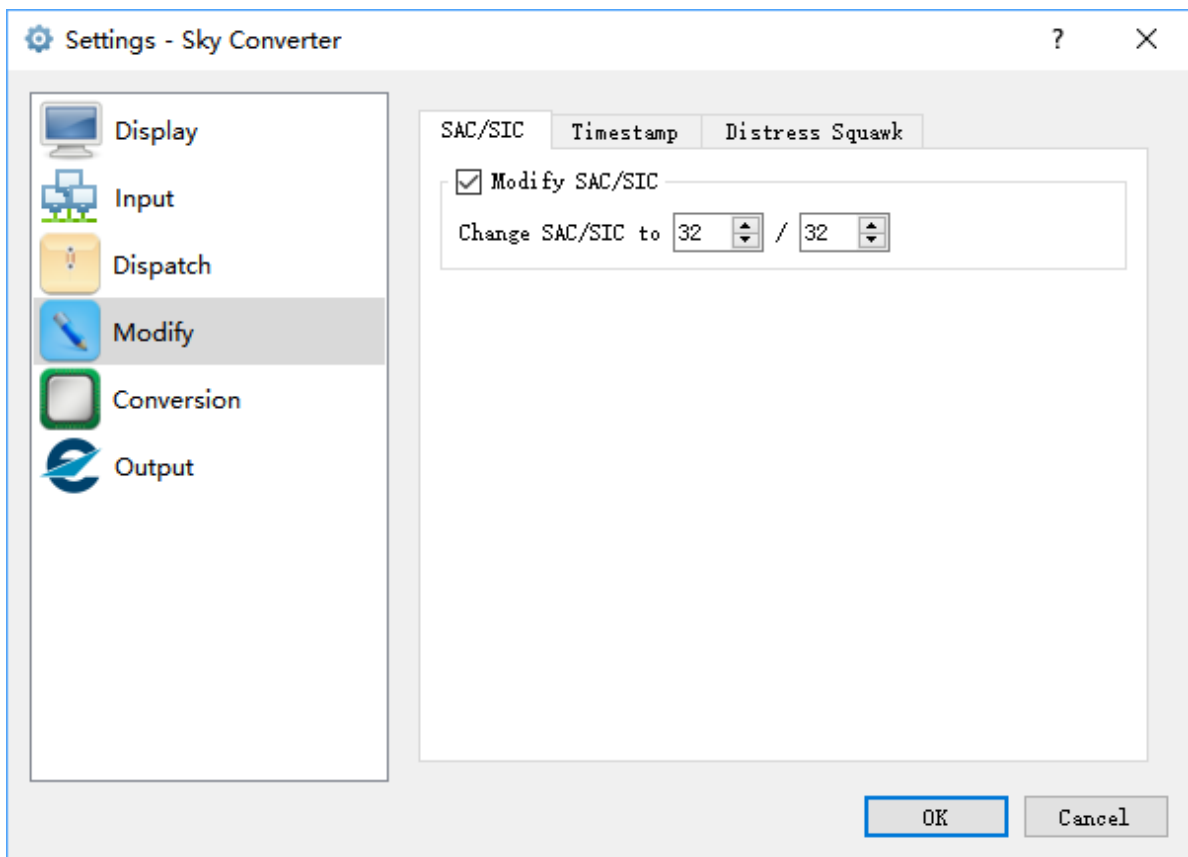 Settings - Sky Converter
Display
Input
Dispatch
Modify
Conversion
Output
SAC/SIC Timestamp Distress Squawk
Modify SAC/SIC
Change SAC/SIC to 32 / 32
OK Cancel